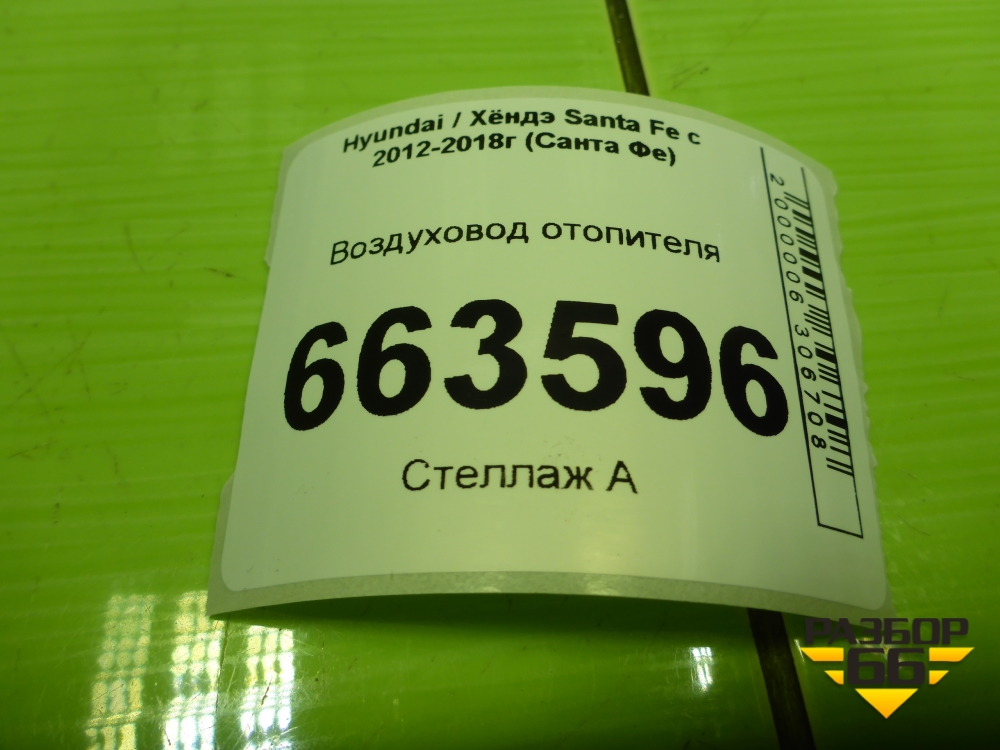 Hyundai / Хёндэ Santa Fe с
2012-2018г (Санта Фе)
Воздуховод отопителя
663596
Стеллаж А
2000006306708
РАЗБОР
66